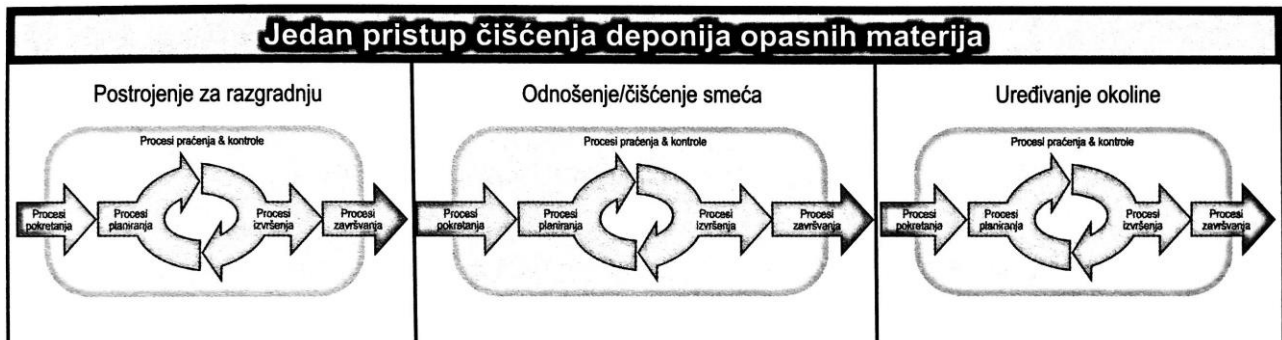 Jedan pristup čišćenja deponija opasnih materija
Postrojenje za razgradnju
Procesi praćenja & kontrole
Procesi
pokretanja
Procesi
planiranja
Procesi
izvršenja
Procesi
završvanja
Odnošenje/čišćenje smeća
Procesi praćenja & kontrole
Procesi
pokretanja
Procesi
planiranja
Procesi
izvršenja
Procesi
završvanja
Uređivanje okoline
Procesi praćenja & kontrole
Procesi
pokretanja
Procesi
planiranja
Procesi
izvršenja
Procesi
završvanja